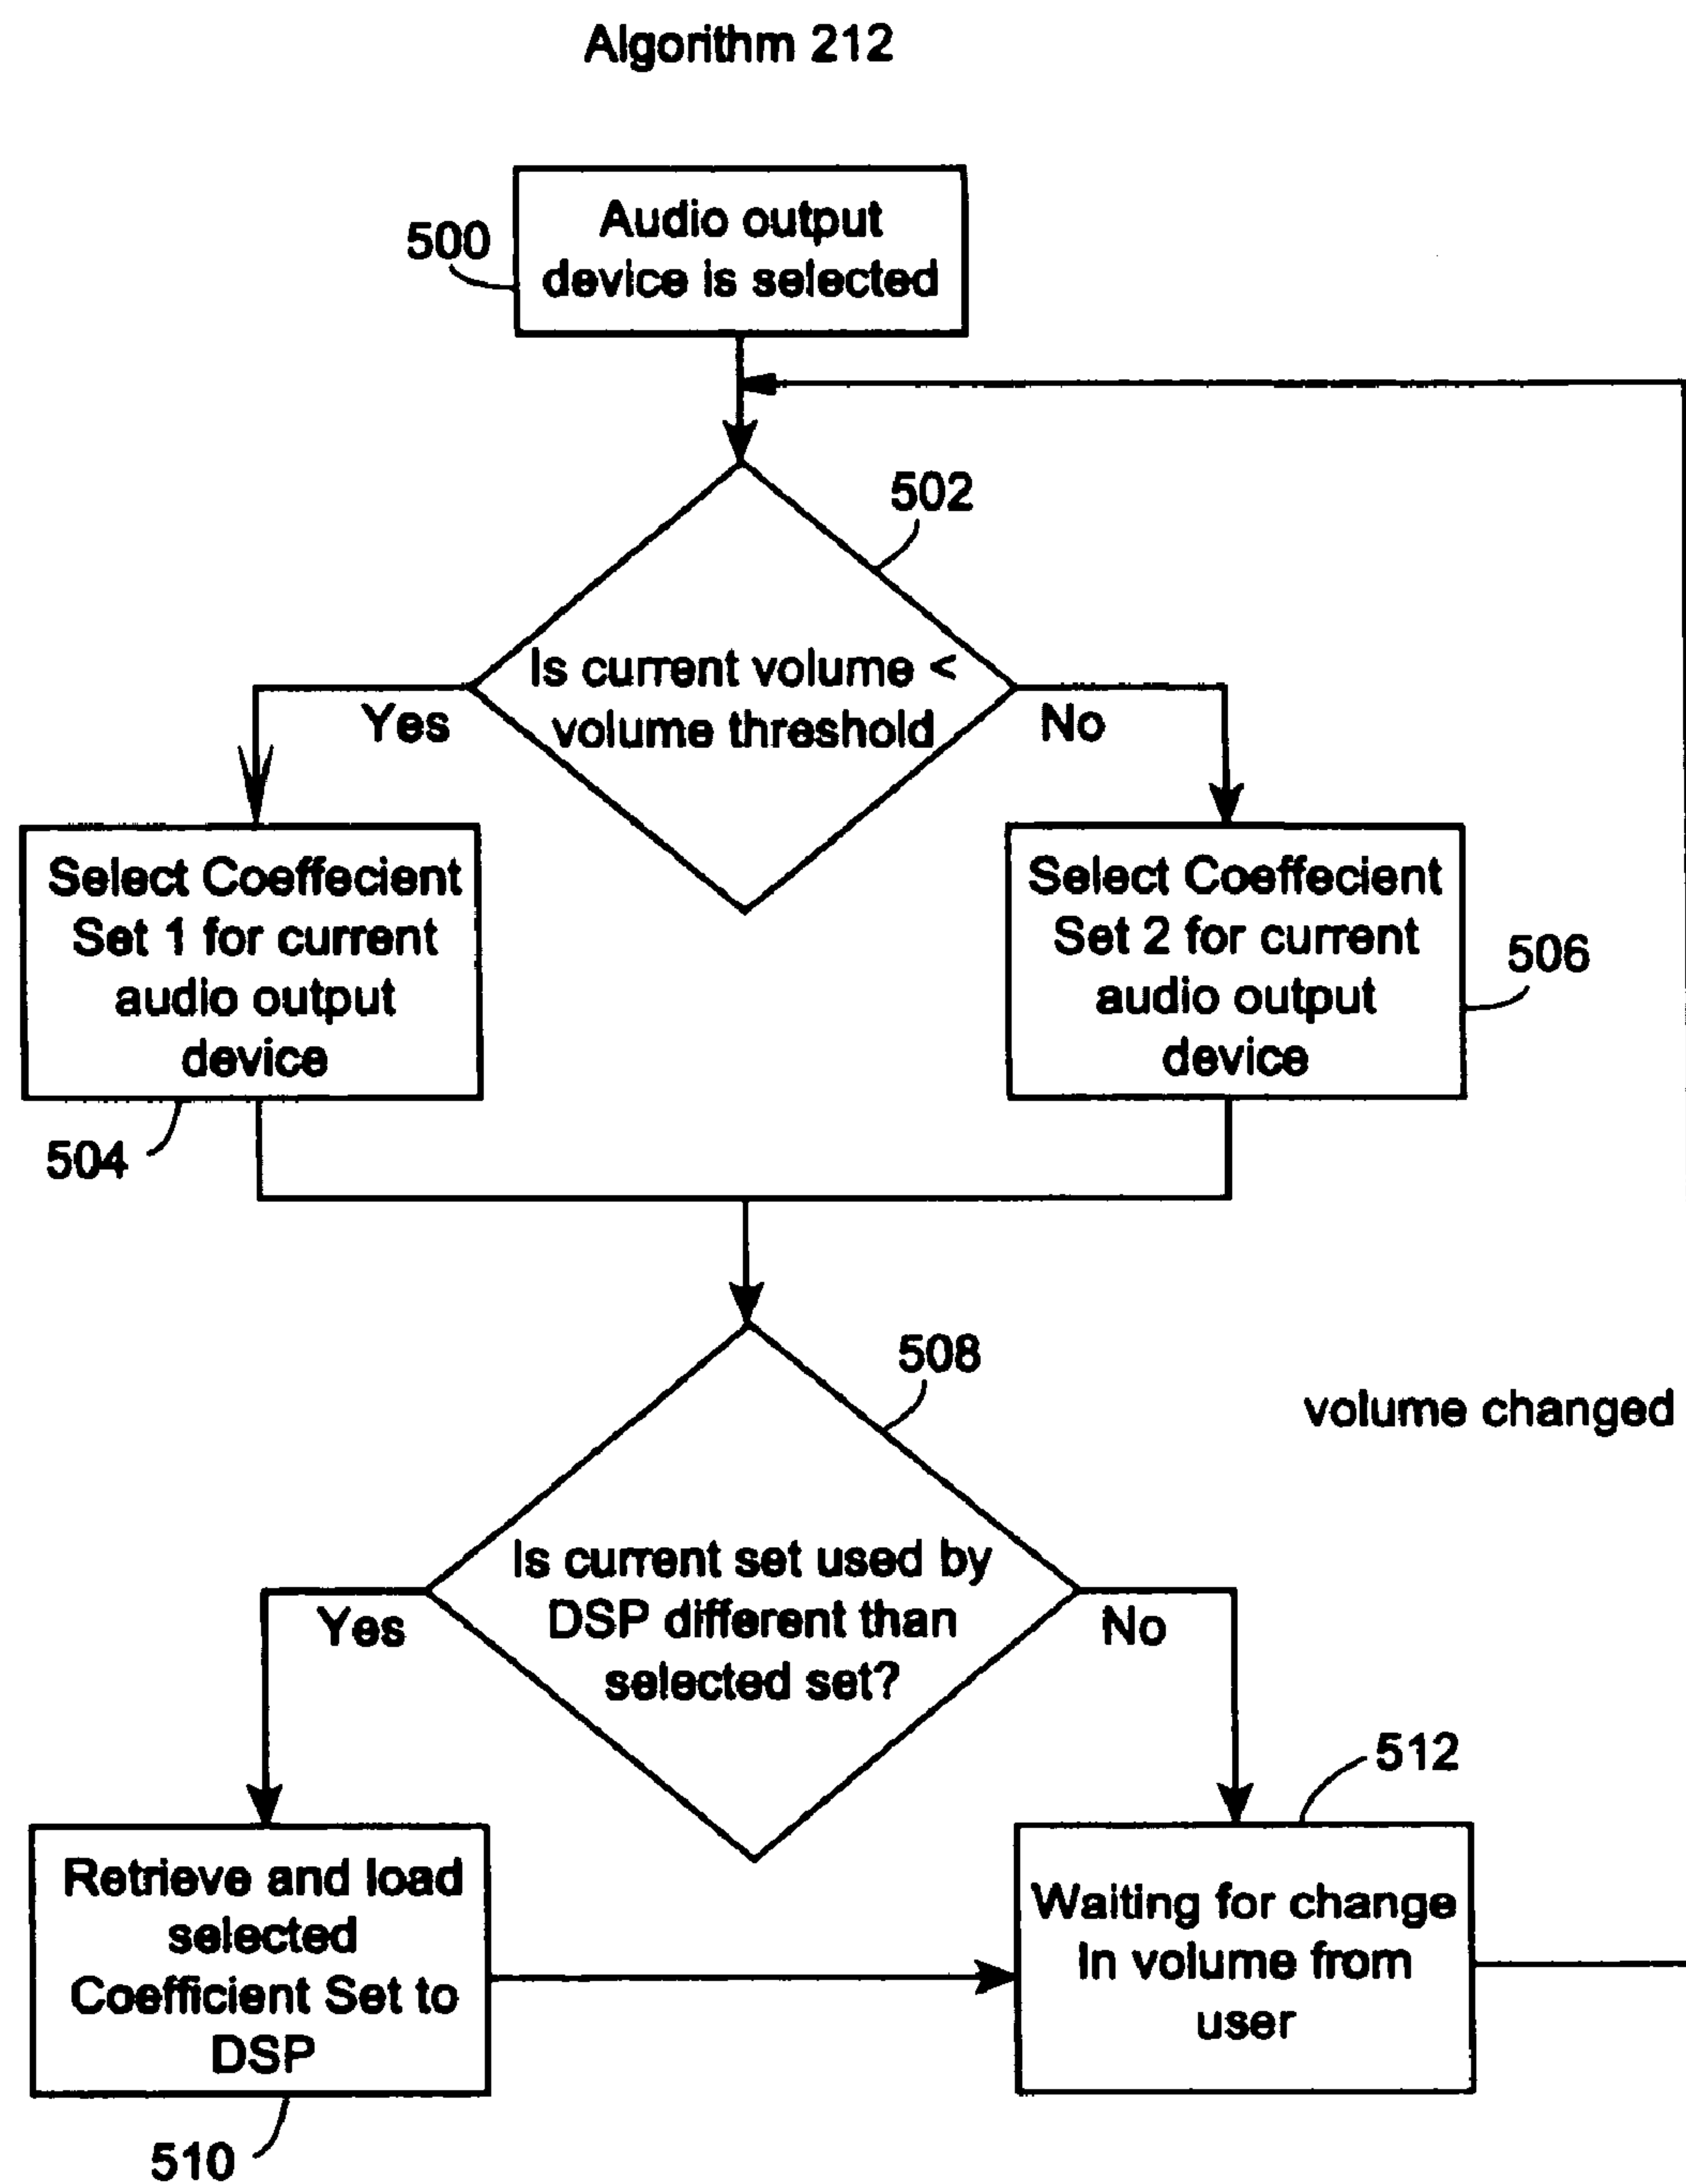 Algorithm 212
Audio output
device is selected
500
502
Is current volume <
volume threshold
Yes
No
Select Coeffecient
Set 1 for current
audio output
device
504
Select Coeffecient
Set 2 for current
audio output
device
506
508
volume changed
Is current set used by
DSP different than
selected set?
Yes
No
512
Retrieve and load
selected
Coefficient Set to
DSP
510
Waiting for change
In volume from
user